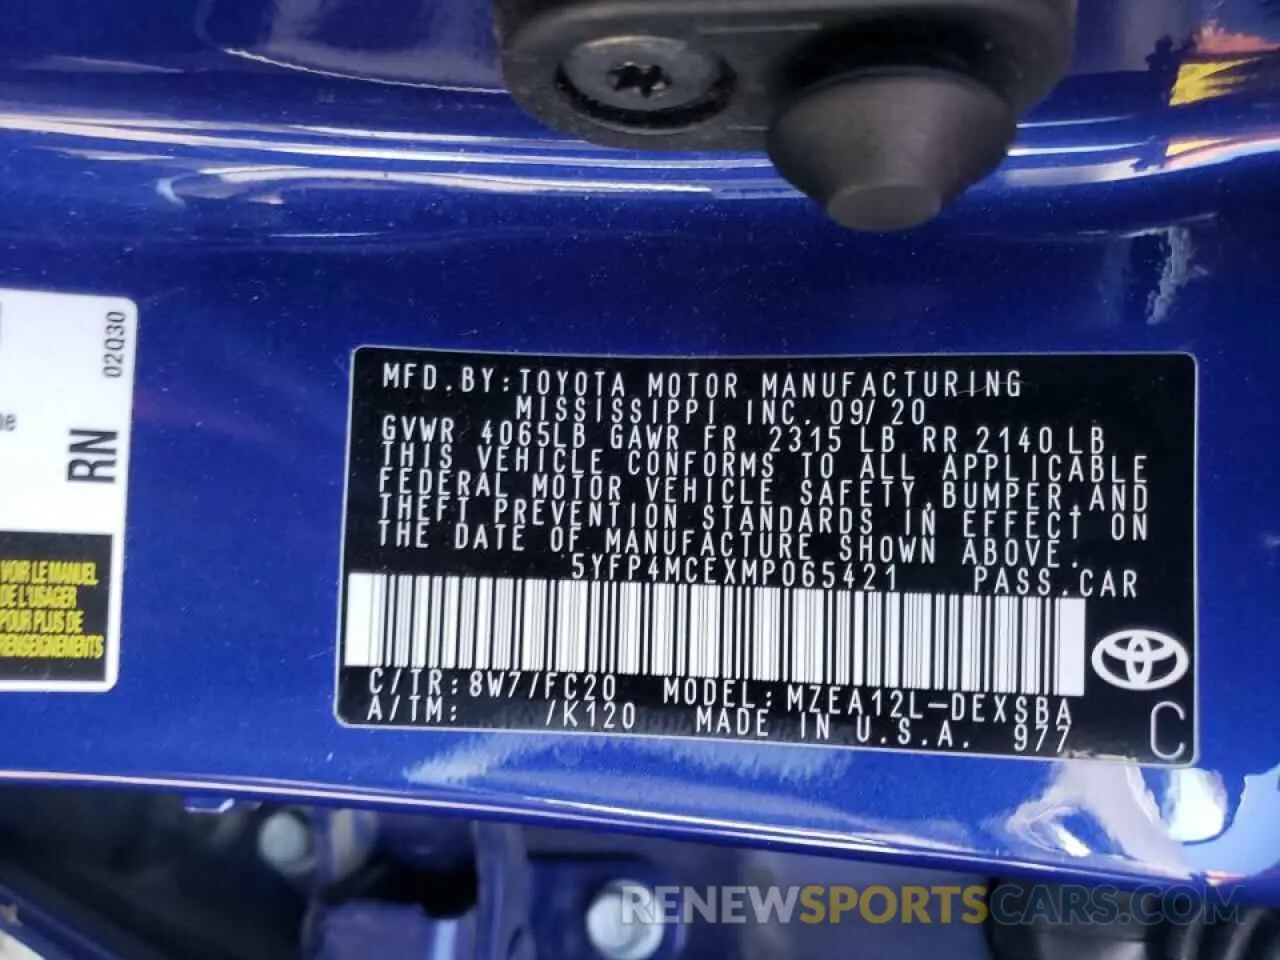 02Q30
RN
VOIR LE MANUEL
DE L'USAGER
POUR PLUS DE
RENSEIGNEMENTS
MFD.BY:TOYOTA MOTOR MANUFACTURING
MISSISSIPPI INC. 09/20
GVWR 4065LB GAWR FR 2315 LB RR 2140 LB
THIS VEHICLE CONFORMS TO ALL APPLICABLE
FEDERAL MOTOR VEHICLE SAFETY,BUMPER,AND
THEFT PREVENTION STANDARDS IN EFFECT ON
THE DATE OF MANUFACTURE SHOWN ABOVE.
5YFP4MCEXMP065421 PASS.CAR
C/TR:8W7/FC20 MODEL:MZEA12L-DEXSBA
A/TM: /K120 MADE IN U.S.A. 977
C
RENEWSPORTSCARS.COM